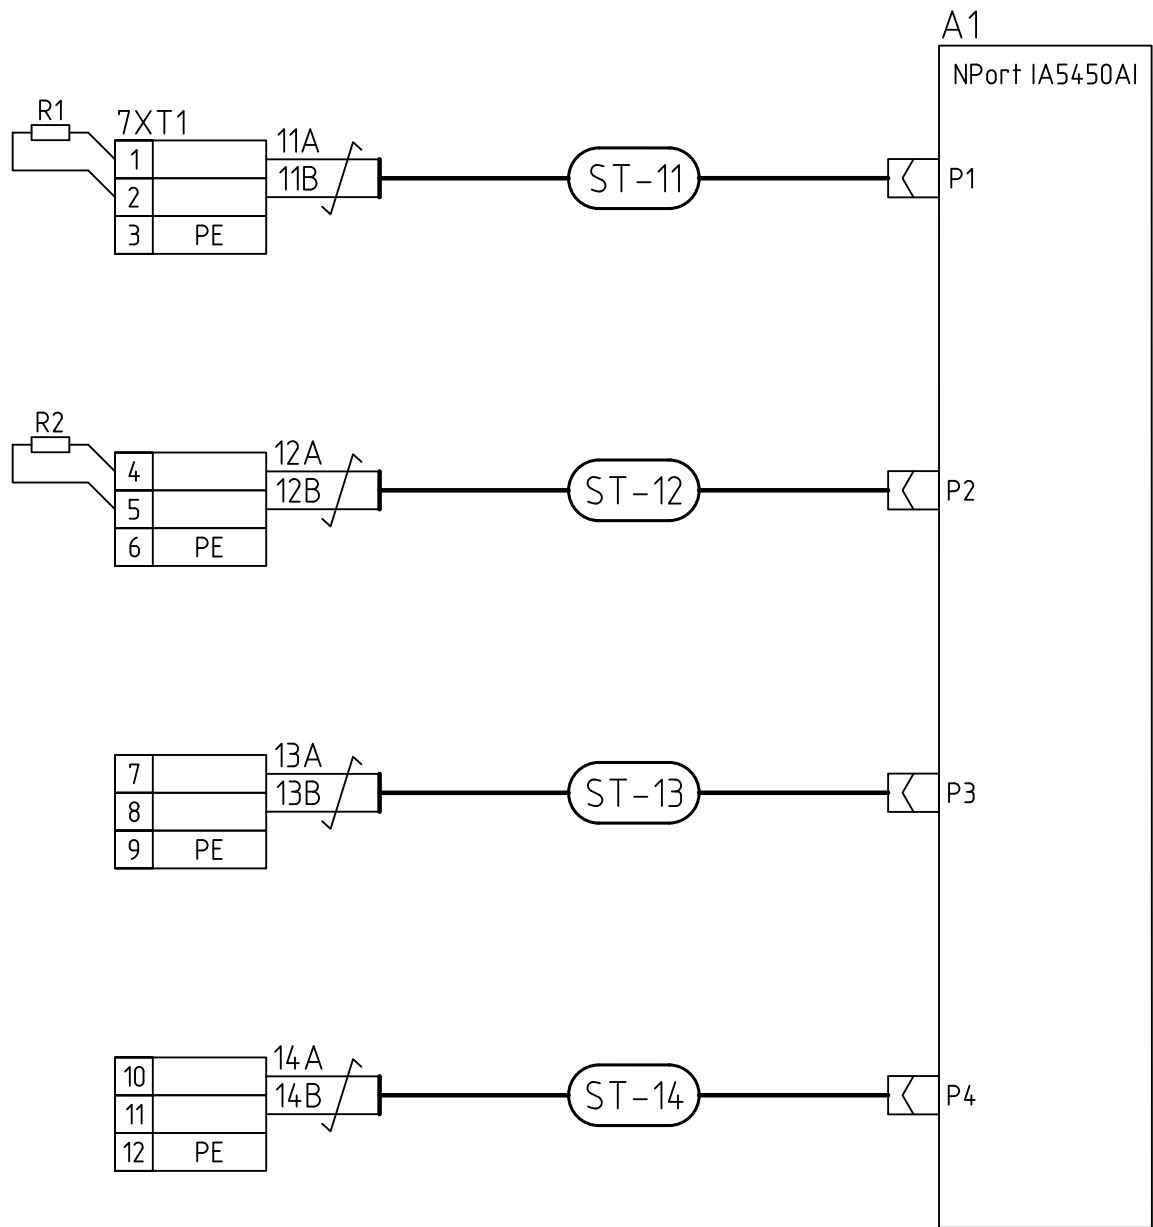 A1
NPort IA5450AI
R1
7XT1
1
11A
2
11B
3 PE
ST-11
P1
R2
4
12A
5
12B
6 PE
ST-12
P2
7
13A
8
13B
9 PE
ST-13
P3
10
14A
11
14B
12 PE
ST-14
P4